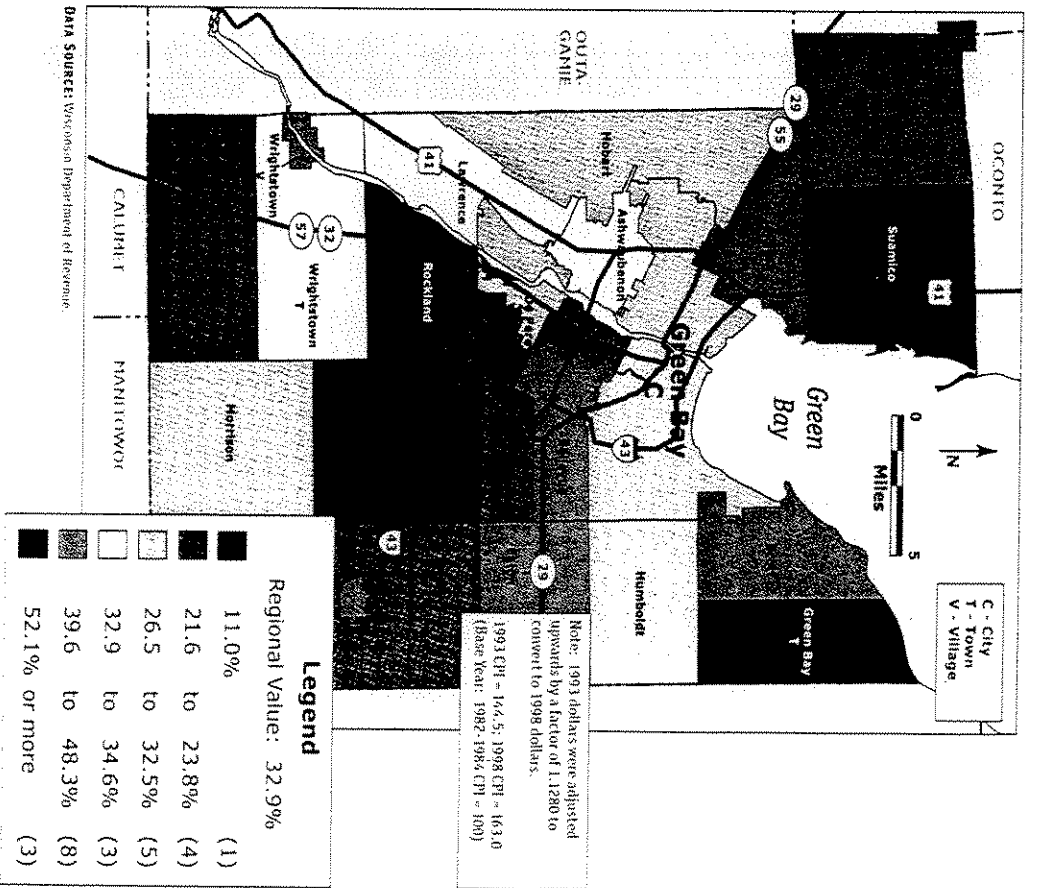 C - City
T - Town
V - Village
OCONTO
41
Suamico
Green
Bay
0
5
Miles
N
29
55
OUTA
GAMIE
Hobart
Ashwaubenon
Green Bay
C
43
Green Bay
T
Humboldt
29
41
Lawrence
Rockland
Wrightstown
V
32
57
Wrightstown
T
Morrison
43
CALUMET
MANITOWOC
Note: 1993 dollars were adjusted
upwards by a factor of 1.1280 to
convert to 1998 dollars.
1993 CPI = 144.5; 1998 CPI = 163.0
(Base Year: 1982-1984 CPI = 100)
Legend
Regional Value: 32.9%
11.0% (1)
21.6 to 23.8% (4)
26.5 to 32.5% (5)
32.9 to 34.6% (3)
39.6 to 48.3% (8)
52.1% or more (3)
DATA SOURCE: Wisconsin Department of Revenue.